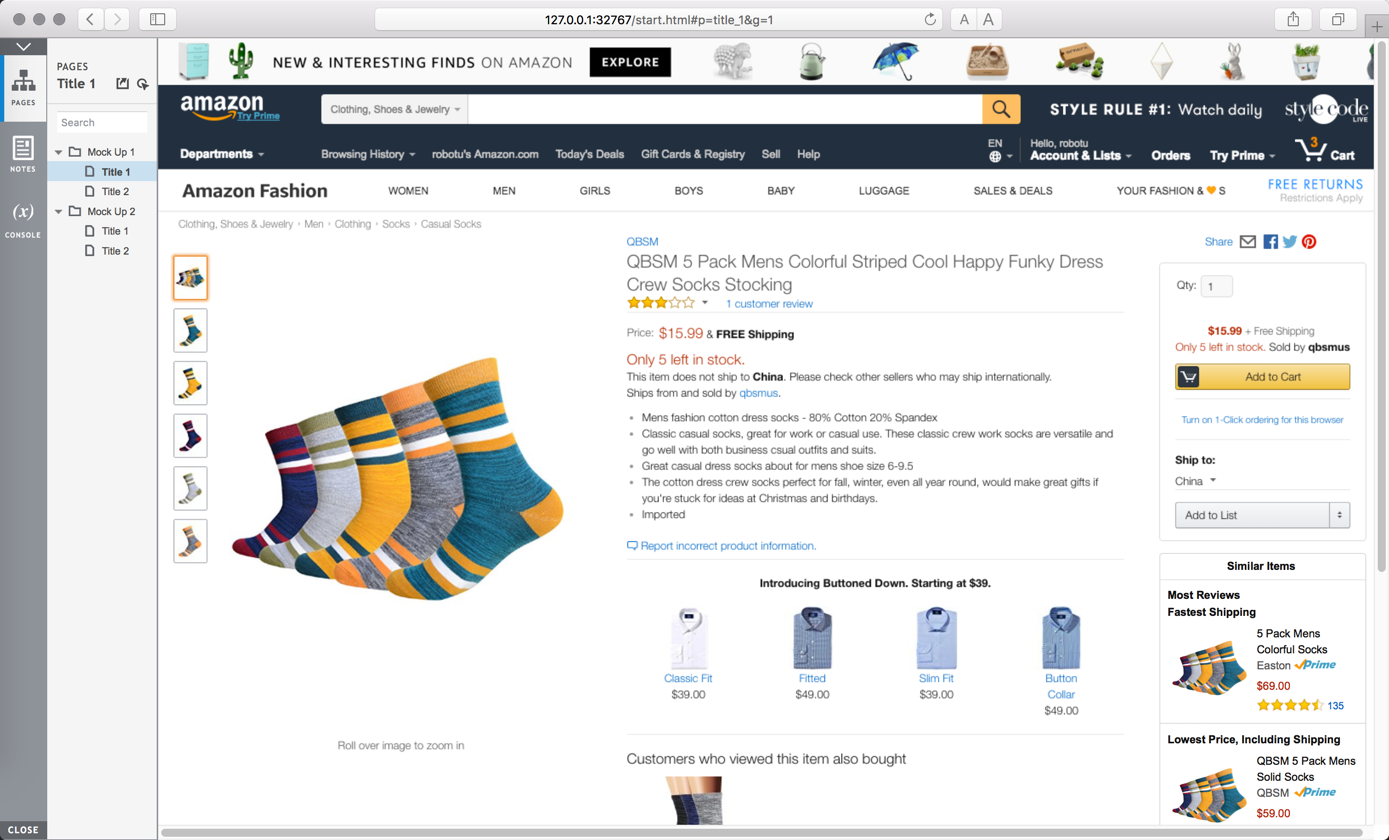 127.0.0.1:32767/start.html#p=title_1&g=1
A A
PAGES
NOTES
(x)
CONSOLE
CLOSE
PAGES
Title 1
Search
Mock Up 1
Title 1
Title 2
Mock Up 2
Title 1
Title 2
NEW & INTERESTING FINDS ON AMAZON EXPLORE
amazon
Try Prime
Clothing, Shoes & Jewelry
STYLE RULE #1: Watch daily
style code
LIVE
Departments
Browsing History robotu's Amazon.com Today's Deals Gift Cards & Registry Sell Help
EN
Hello, robotu
Account & Lists
Orders
Try Prime
3
Cart
Amazon Fashion WOMEN MEN GIRLS BOYS BABY LUGGAGE SALES & DEALS YOUR FASHION & 🧡 S
FREE RETURNS
Restrictions Apply
Clothing, Shoes & Jewelry › Men › Clothing › Socks › Casual Socks
Roll over image to zoom in
QBSM
QBSM 5 Pack Mens Colorful Striped Cool Happy Funky Dress
Crew Socks Stocking
1 customer review
Price: $15.99 & FREE Shipping
Only 5 left in stock.
This item does not ship to China. Please check other sellers who may ship internationally.
Ships from and sold by qbsmus.
• Mens fashion cotton dress socks - 80% Cotton 20% Spandex
• Classic casual socks, great for work or casual use. These classic crew work socks are versatile and
go well with both business csual outfits and suits.
• Great casual dress socks about for mens shoe size 6-9.5
• The cotton dress crew socks perfect for fall, winter, even all year round, would make great gifts if
you're stuck for ideas at Christmas and birthdays.
• Imported
Report incorrect product information.
Introducing Buttoned Down. Starting at $39.
Classic Fit
$39.00
Fitted
$49.00
Slim Fit
$39.00
Button
Collar
$49.00
Customers who viewed this item also bought
Share
Qty: 1
$15.99 + Free Shipping
Only 5 left in stock. Sold by qbsmus
Add to Cart
Turn on 1-Click ordering for this browser
Ship to:
China
Add to List
Similar Items
Most Reviews
Fastest Shipping
5 Pack Mens
Colorful Socks
Easton Prime
$69.00
135
Lowest Price, Including Shipping
QBSM 5 Pack Mens
Solid Socks
QBSM Prime
$59.00